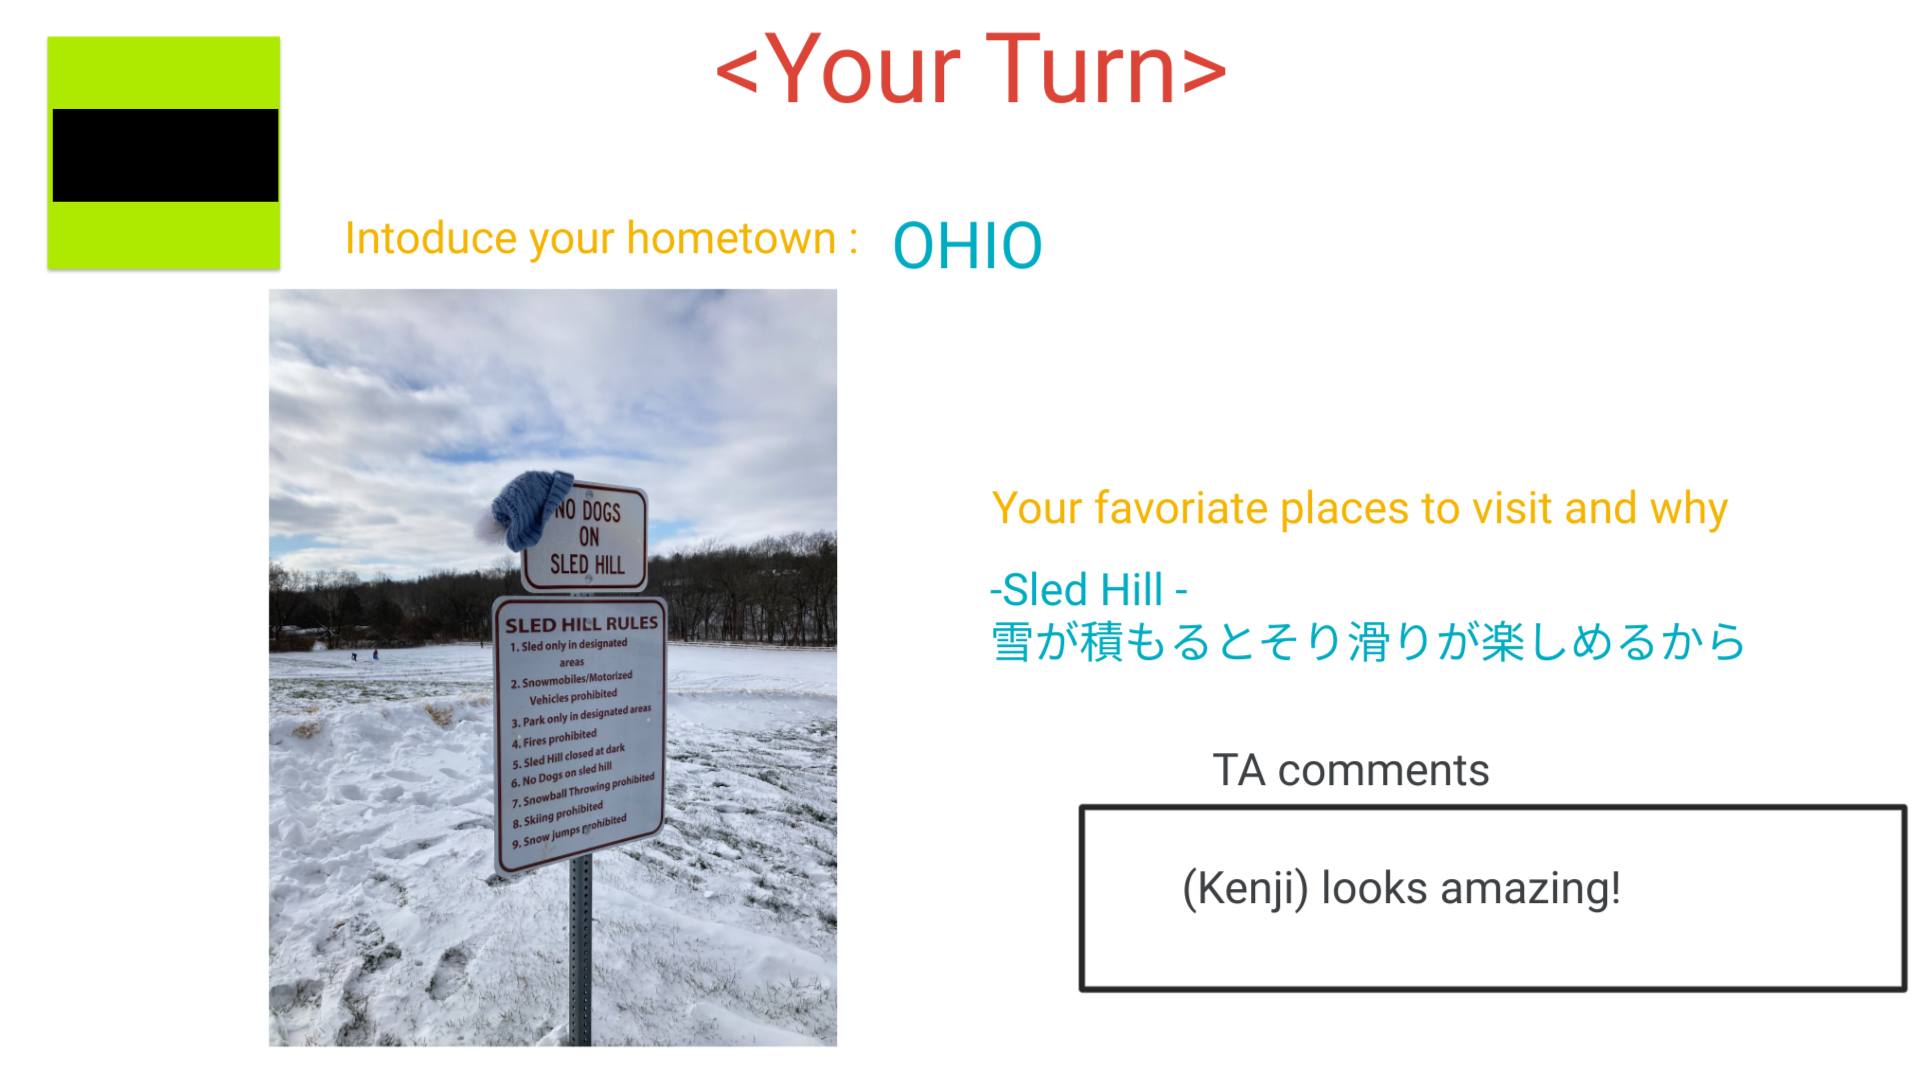 <Your Turn>
Intoduce your hometown :
OHIO
NO DOGS
ON
SLED HILL
SLED HILL RULES
1. Sled only in designated
areas
2. Snowmobiles/Motorized
Vehicles prohibited
3. Park only in designated areas
4. Fires prohibited
5. Sled Hill closed at dark
6. No Dogs on sled hill
7. Snowball Throwing prohibited
8. Skiing prohibited
9. Snow jumps prohibited
Your favoriate places to visit and why
-Sled Hill -
雪が積もるとそり滑りが楽しめるから
TA comments
(Kenji) looks amazing!